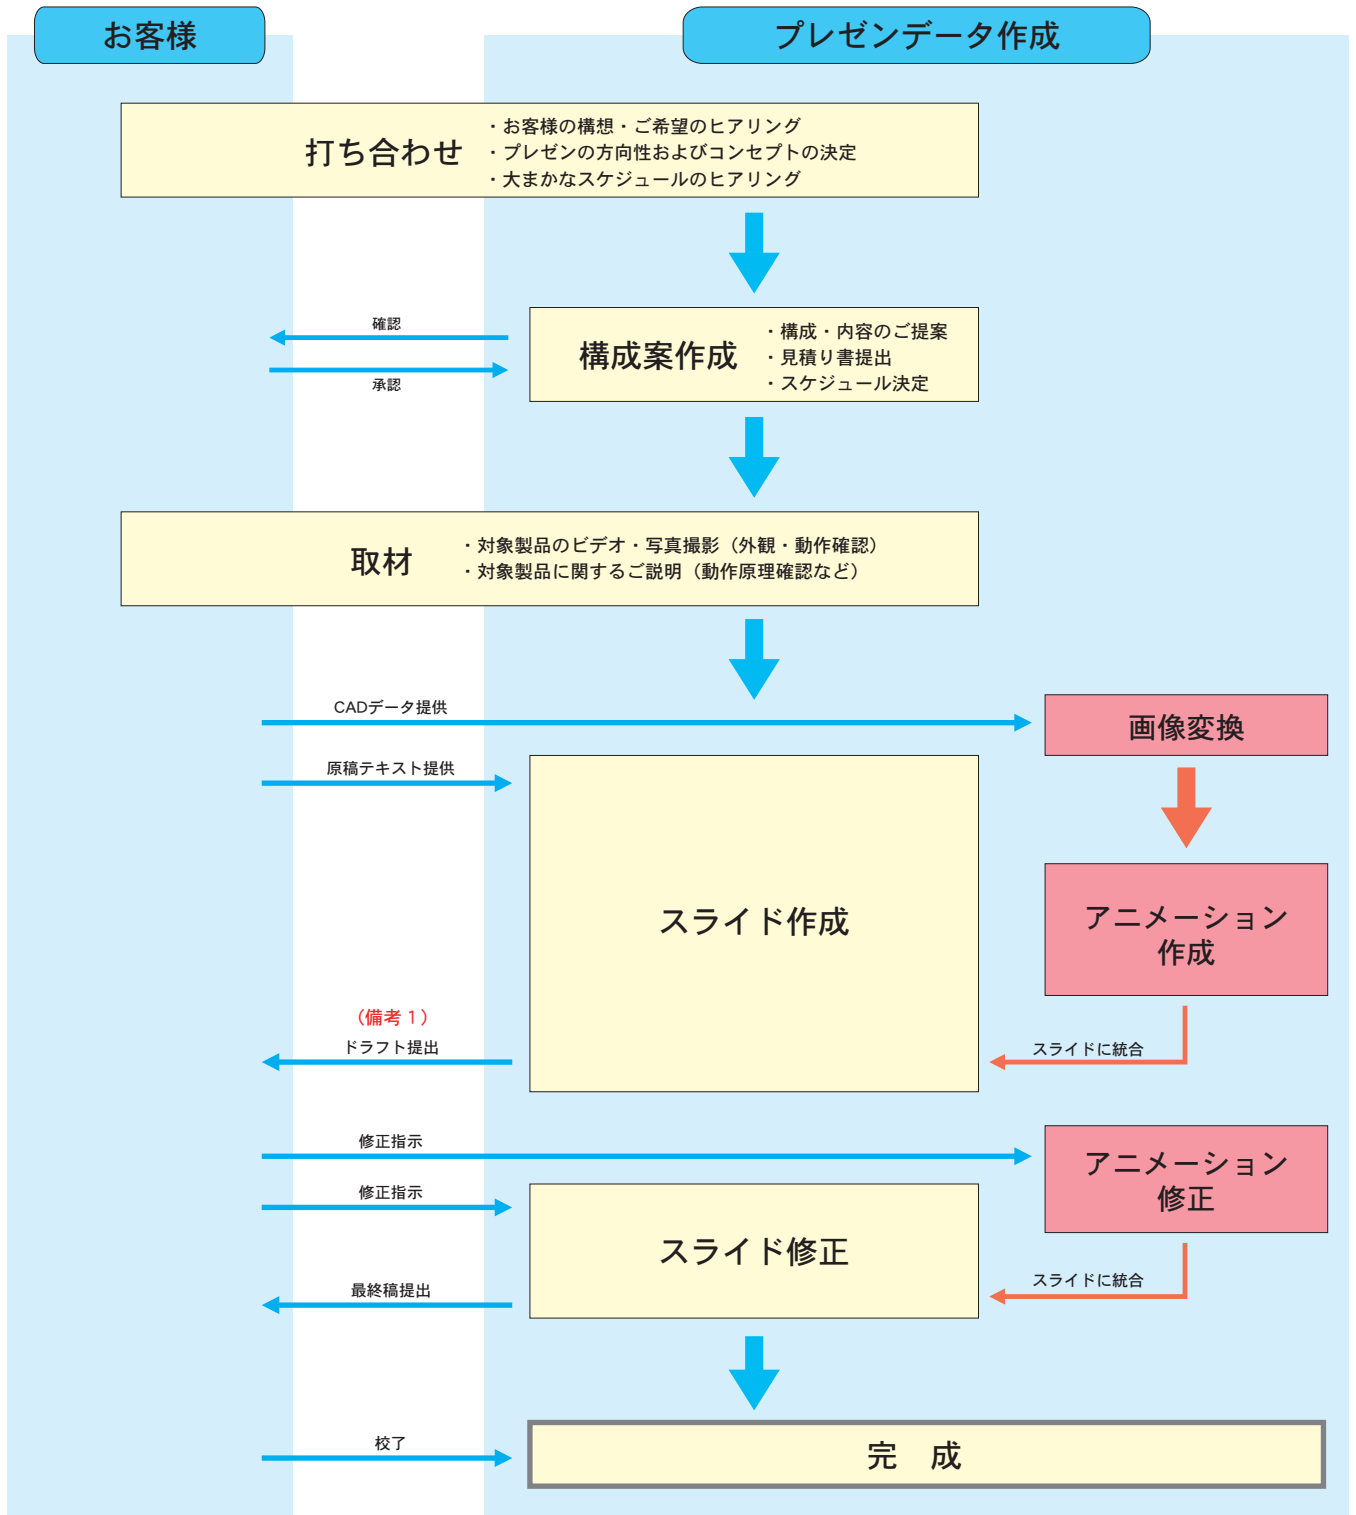 お客様
プレゼンデータ作成
打ち合わせ
・お客様の構想・ご希望のヒアリング
・プレゼンの方向性およびコンセプトの決定
・大まかなスケジュールのヒアリング
確認
承認
構成案作成
・構成・内容のご提案
・見積り書提出
・スケジュール決定
取材
・対象製品のビデオ・写真撮影（外観・動作確認）
・対象製品に関するご説明（動作原理確認など）
CADデータ提供
画像変換
原稿テキスト提供
スライド作成
アニメーション
作成
（備考１）
ドラフト提出
スライドに統合
修正指示
アニメーション
修正
修正指示
スライド修正
最終稿提出
スライドに統合
校了
完　成